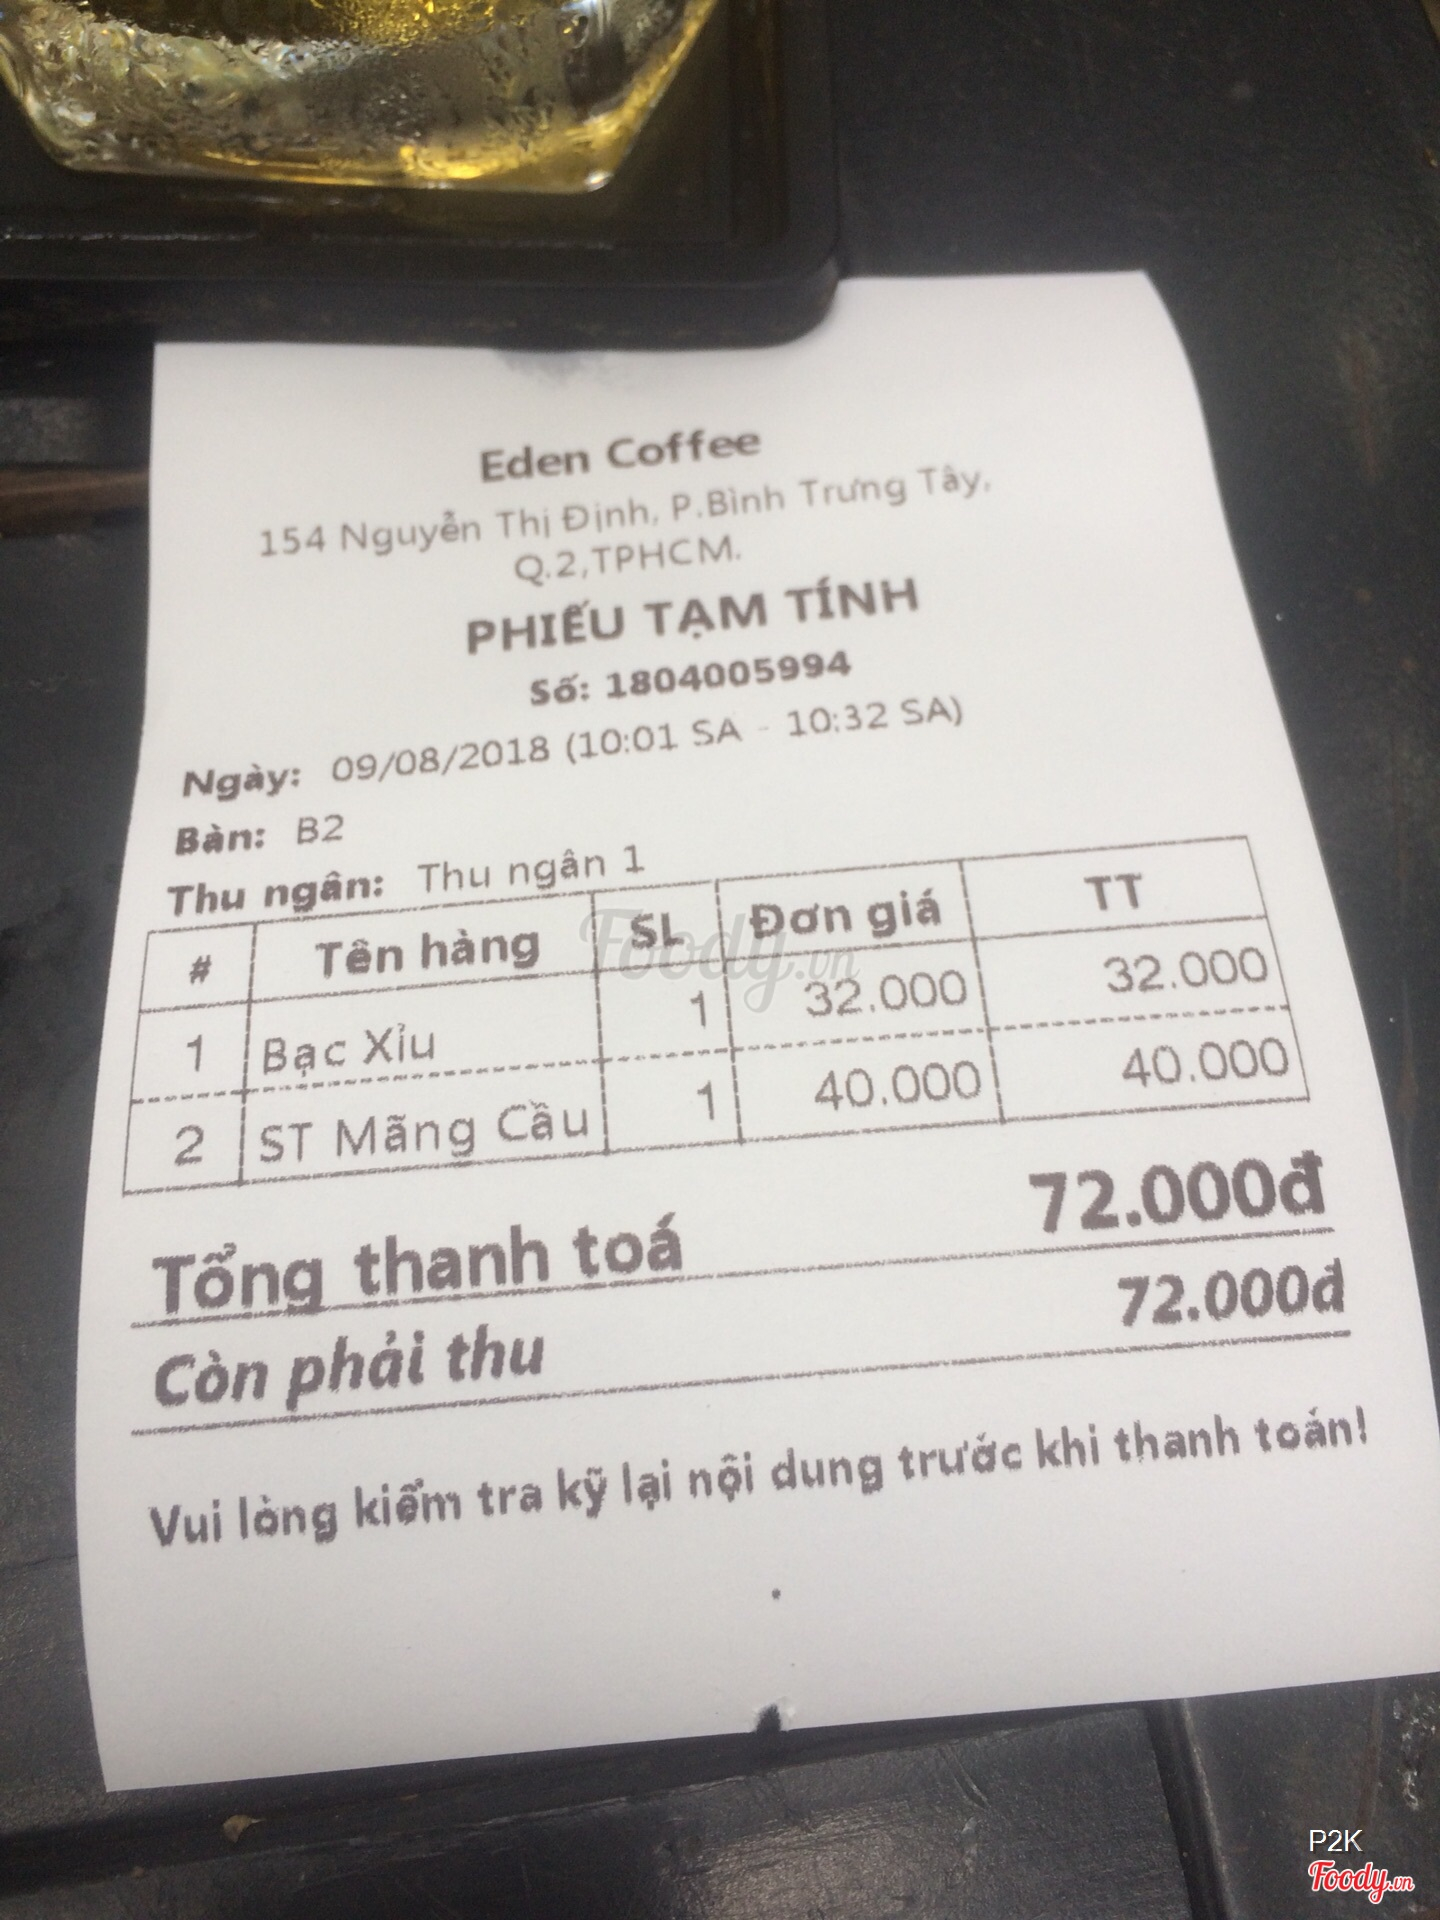 Eden Coffee
154 Nguyễn Thị Định, P.Bình Trưng Tây,
Q.2,TPHCM.
PHIẾU TẠM TÍNH
Số: 1804005994
Ngày: 09/08/2018 (10:01 SA - 10:32 SA)
Bàn: B2
Thu ngân: Thu ngân 1
# Tên hàng SL Đơn giá TT
1 Bạc Xỉu 1 32.000 32.000
2 ST Mãng Cầu 1 40.000 40.000
Tổng thanh toá 72.000đ
Còn phải thu 72.000đ
Vui lòng kiểm tra kỹ lại nội dung trước khi thanh toán!
Foody.vn
P2K
Foody.vn